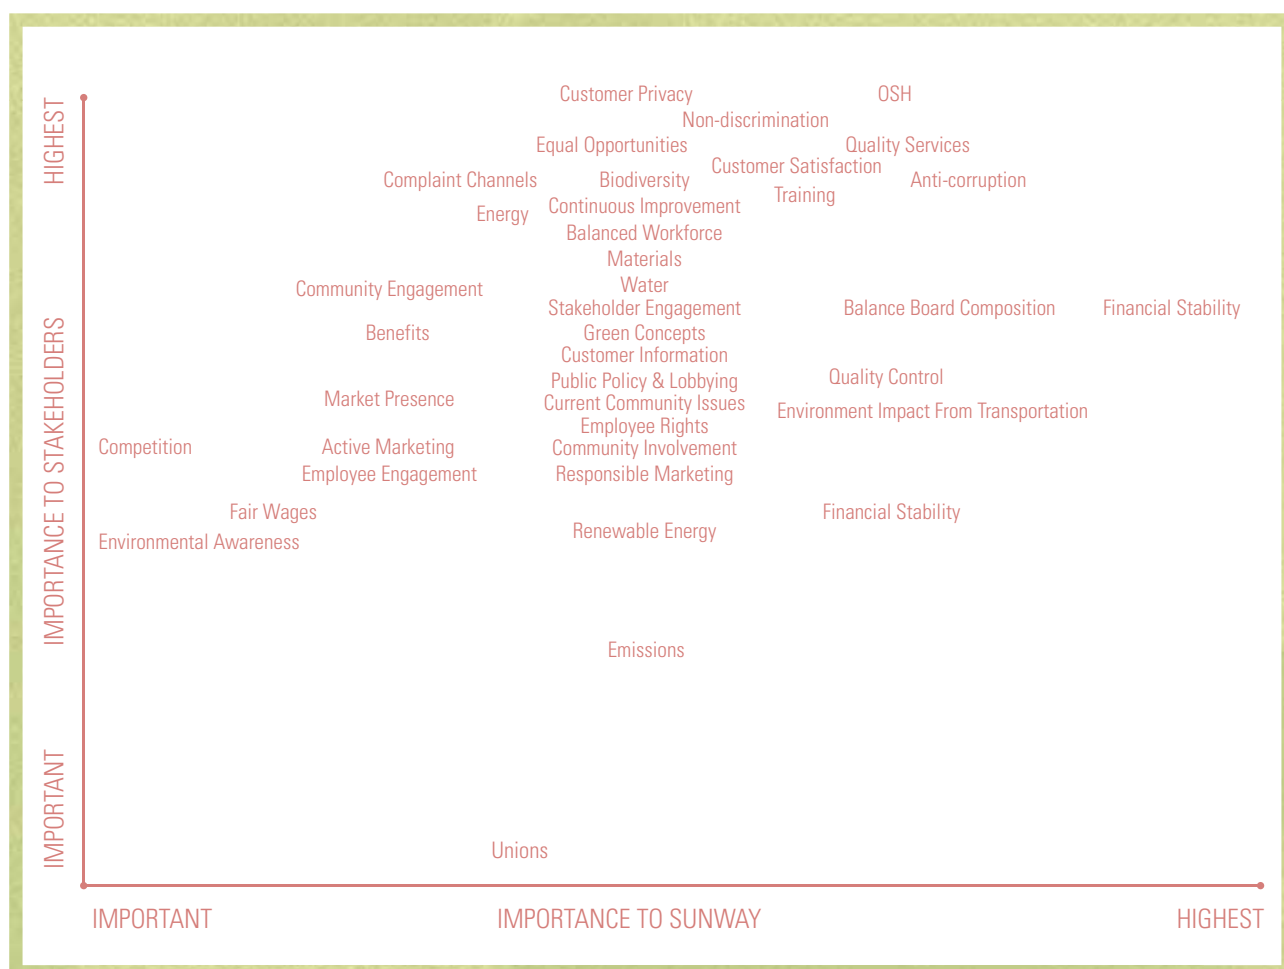 HIGHEST
IMPORTANCE TO STAKEHOLDERS
IMPORTANT
Customer Privacy
OSH
Non-discrimination
Equal Opportunities
Quality Services
Customer Satisfaction
Complaint Channels
Biodiversity
Anti-corruption
Training
Continuous Improvement
Energy
Balanced Workforce
Materials
Water
Community Engagement
Stakeholder Engagement
Balance Board Composition
Financial Stability
Benefits
Green Concepts
Customer Information
Public Policy & Lobbying
Quality Control
Market Presence
Current Community Issues
Environment Impact From Transportation
Employee Rights
Competition
Active Marketing
Community Involvement
Employee Engagement
Responsible Marketing
Fair Wages
Financial Stability
Renewable Energy
Environmental Awareness
Emissions
Unions
IMPORTANT
IMPORTANCE TO SUNWAY
HIGHEST